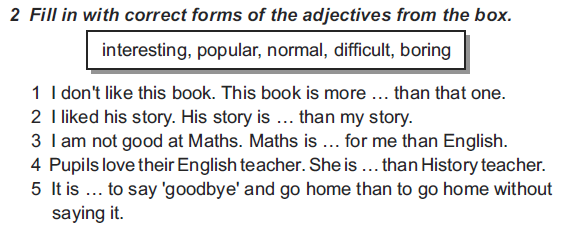 2 Fill in with correct forms of the adjectives from the box.
interesting, popular, normal, difficult, boring
1 I don't like this book. This book is more … than that one.
2 I liked his story. His story is … than my story.
3 I am not good at Maths. Maths is … for me than English.
4 Pupils love their English teacher. She is … than History teacher.
5 It is … to say 'goodbye' and go home than to go home without
saying it.